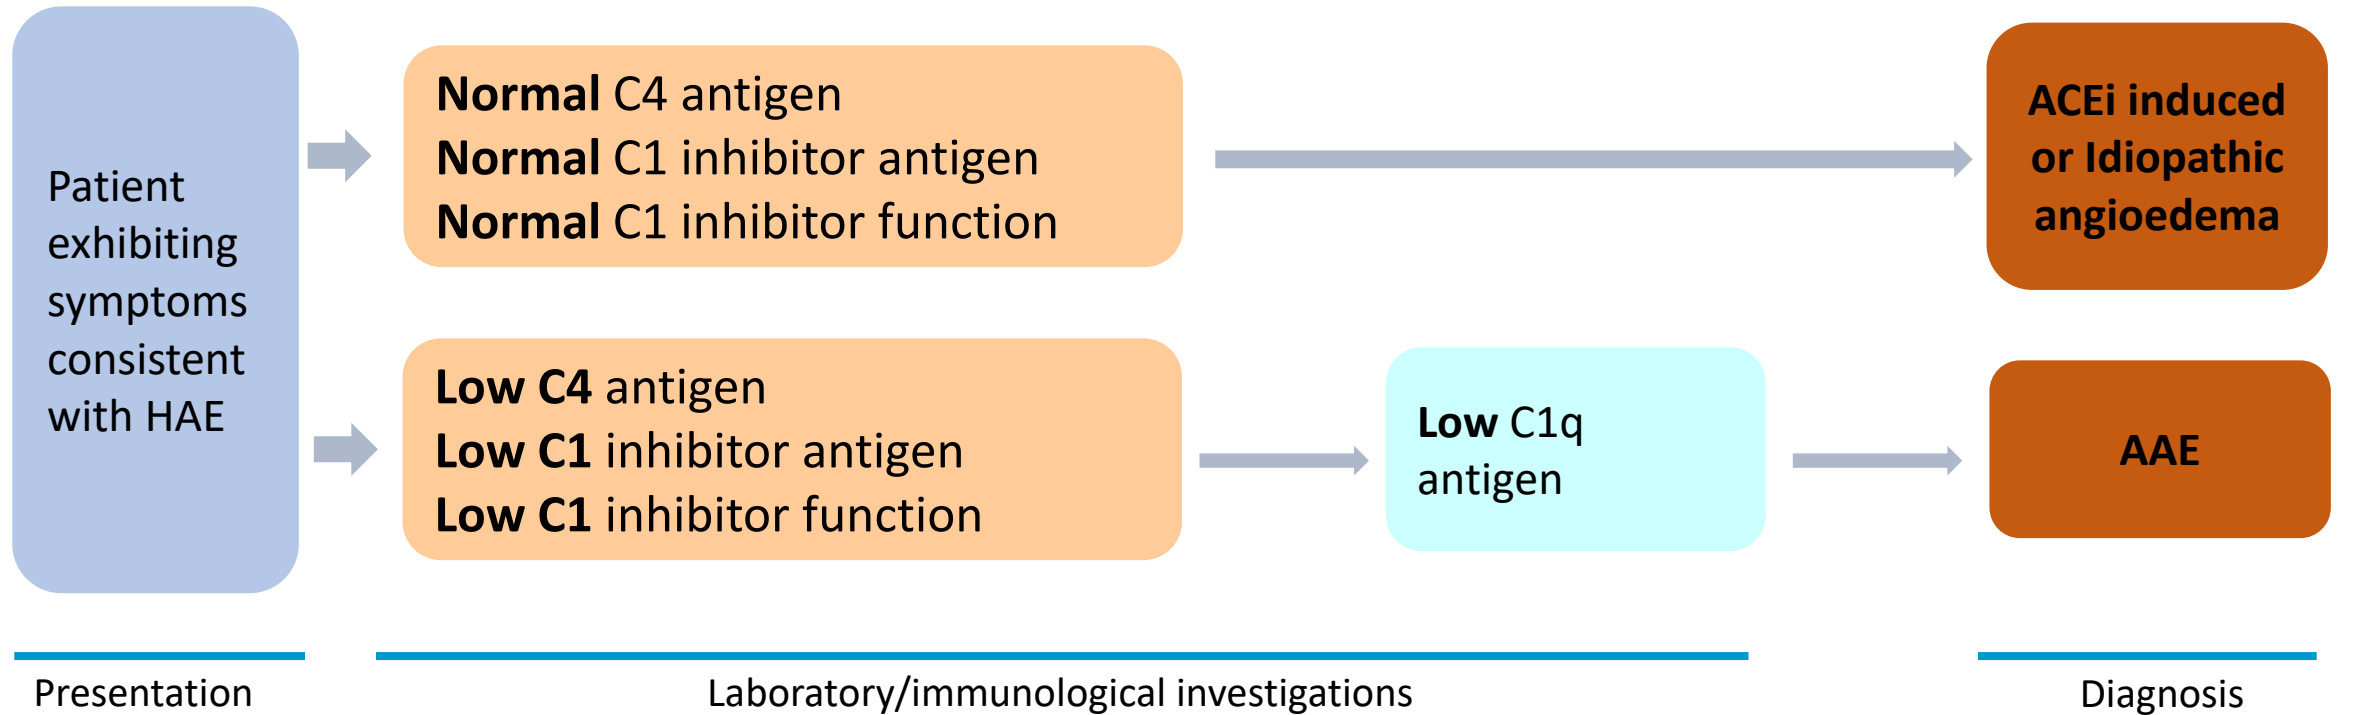 Patient
exhibiting
symptoms
consistent
with HAE
Normal C4 antigen
Normal C1 inhibitor antigen
Normal C1 inhibitor function
ACEi induced
or Idiopathic
angioedema
Low C4 antigen
Low C1 inhibitor antigen
Low C1 inhibitor function
Low C1q
antigen
AAE
Presentation
Laboratory/immunological investigations
Diagnosis